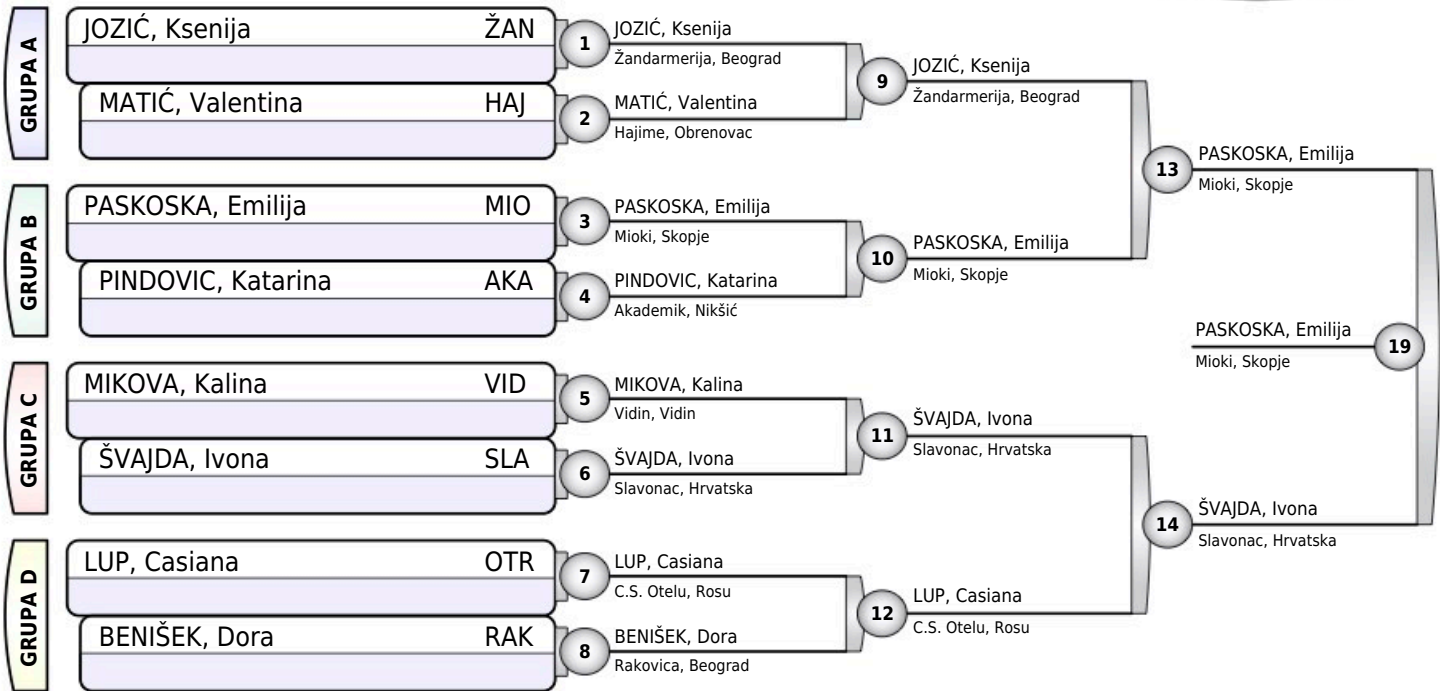 GRUPA A
JOZIĆ, Ksenija ŽAN
MATIĆ, Valentina HAJ
1
JOZIĆ, Ksenija
Žandarmerija, Beograd
2
MATIĆ, Valentina
Hajime, Obrenovac
9
JOZIĆ, Ksenija
Žandarmerija, Beograd
GRUPA B
PASKOSKA, Emilija MIO
PINDOVIC, Katarina AKA
3
PASKOSKA, Emilija
Mioki, Skopje
4
PINDOVIC, Katarina
Akademik, Nikšić
10
PASKOSKA, Emilija
Mioki, Skopje
13
PASKOSKA, Emilija
Mioki, Skopje
GRUPA C
MIKOVA, Kalina VID
ŠVAJDA, Ivona SLA
5
MIKOVA, Kalina
Vidin, Vidin
6
ŠVAJDA, Ivona
Slavonac, Hrvatska
11
ŠVAJDA, Ivona
Slavonac, Hrvatska
GRUPA D
LUP, Casiana OTR
BENIŠEK, Dora RAK
7
LUP, Casiana
C.S. Otelu, Rosu
8
BENIŠEK, Dora
Rakovica, Beograd
12
LUP, Casiana
C.S. Otelu, Rosu
14
ŠVAJDA, Ivona
Slavonac, Hrvatska
PASKOSKA, Emilija
Mioki, Skopje
19